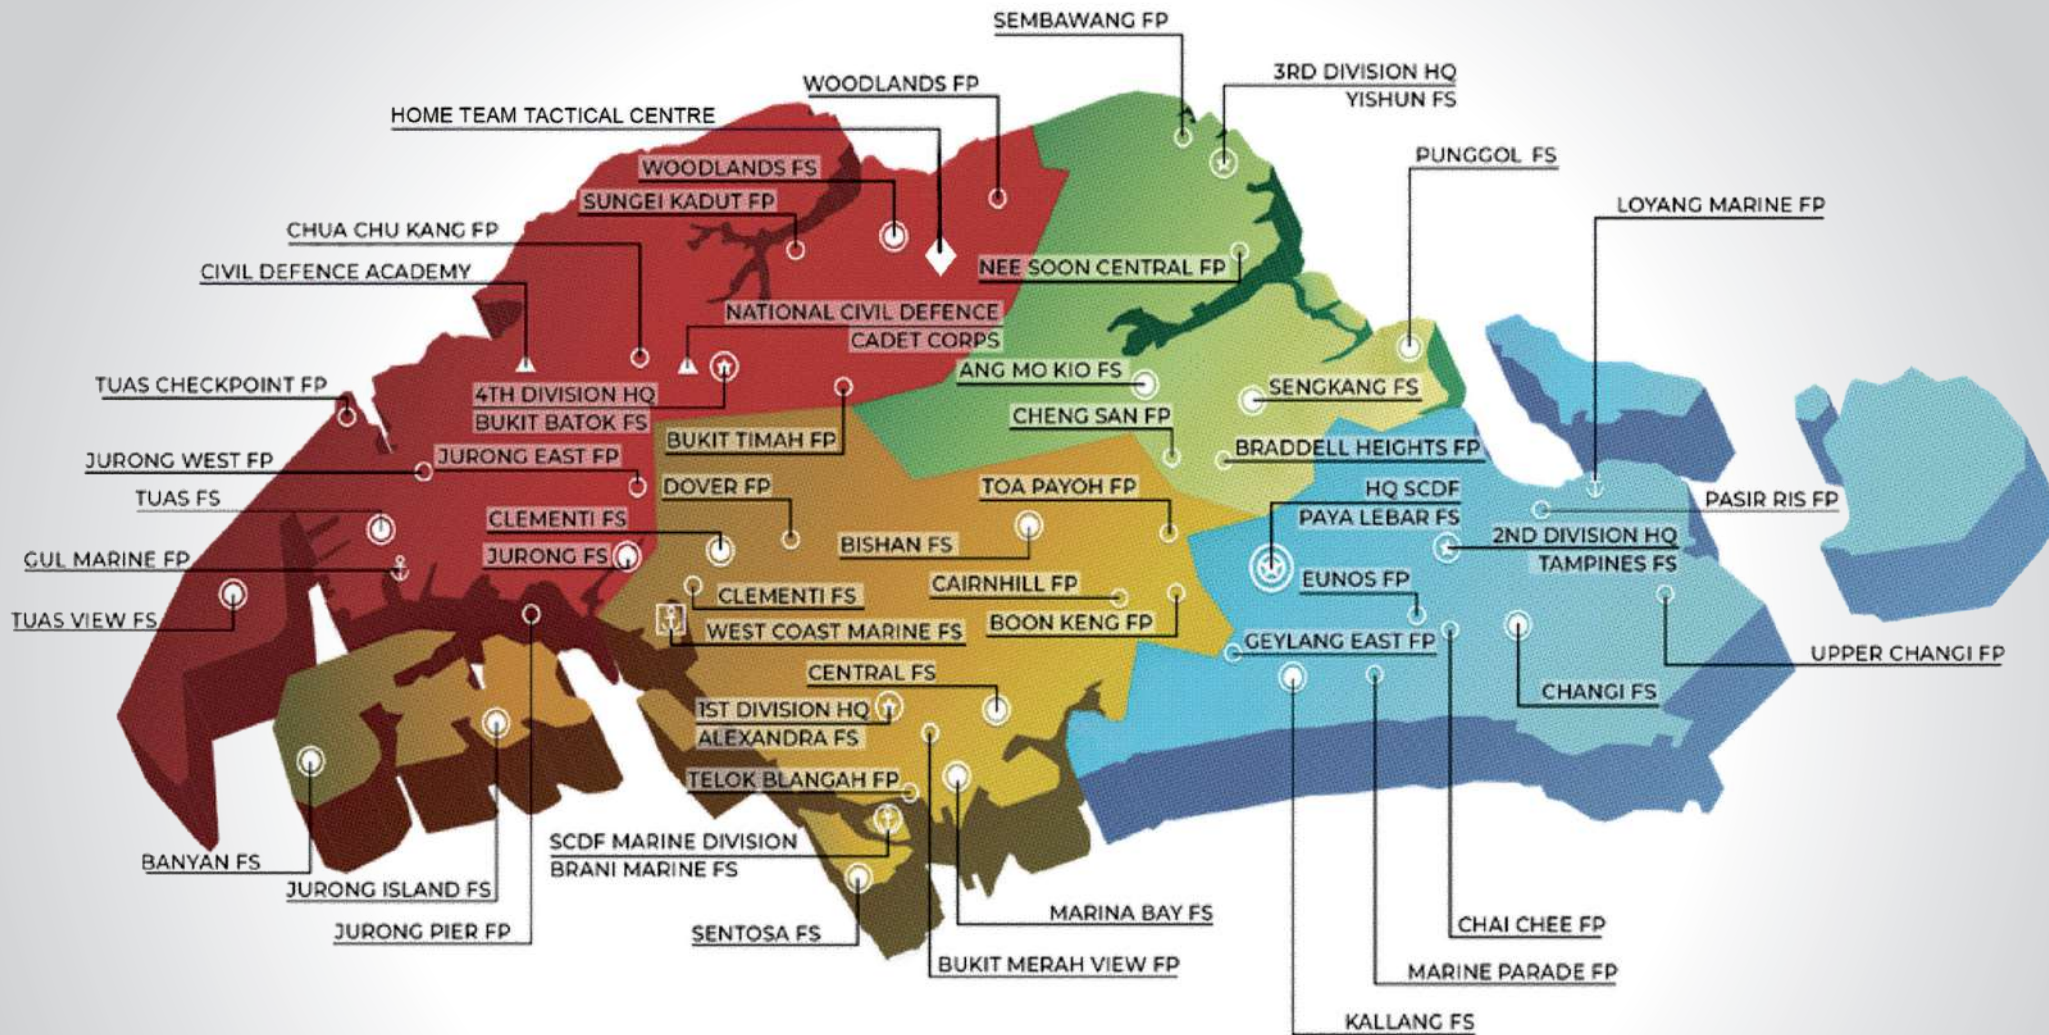 SEMBAWANG FP
3RD DIVISION HQ
YISHUN FS
WOODLANDS FP
HOME TEAM TACTICAL CENTRE
PUNGGOL FS
WOODLANDS FS
SUNGEI KADUT FP
LOYANG MARINE FP
CHUA CHU KANG FP
CIVIL DEFENCE ACADEMY
NEE SOON CENTRAL FP
NATIONAL CIVIL DEFENCE
CADET CORPS
ANG MO KIO FS
SENGKANG FS
TUAS CHECKPOINT FP
4TH DIVISION HQ
BUKIT BATOK FS
CHENG SAN FP
BUKIT TIMAH FP
BRADDELL HEIGHTS FP
JURONG WEST FP
JURONG EAST FP
DOVER FP
TOA PAYOH FP
HQ SCDF
PAYA LEBAR FS
PASIR RIS FP
TUAS FS
CLEMENTI FS
2ND DIVISION HQ
TAMPINES FS
BISHAN FS
JURONG FS
GUL MARINE FP
EUNOS FP
CAIRNHILL FP
CLEMENTI FS
BOON KENG FP
TUAS VIEW FS
WEST COAST MARINE FS
GEYLANG EAST FP
UPPER CHANGI FP
CENTRAL FS
CHANGI FS
1ST DIVISION HQ
ALEXANDRA FS
TELOK BLANGAH FP
SCDF MARINE DIVISION
BRANI MARINE FS
BANYAN FS
JURONG ISLAND FS
JURONG PIER FP
SENTOSA FS
MARINA BAY FS
CHAI CHEE FP
BUKIT MERAH VIEW FP
MARINE PARADE FP
KALLANG FS